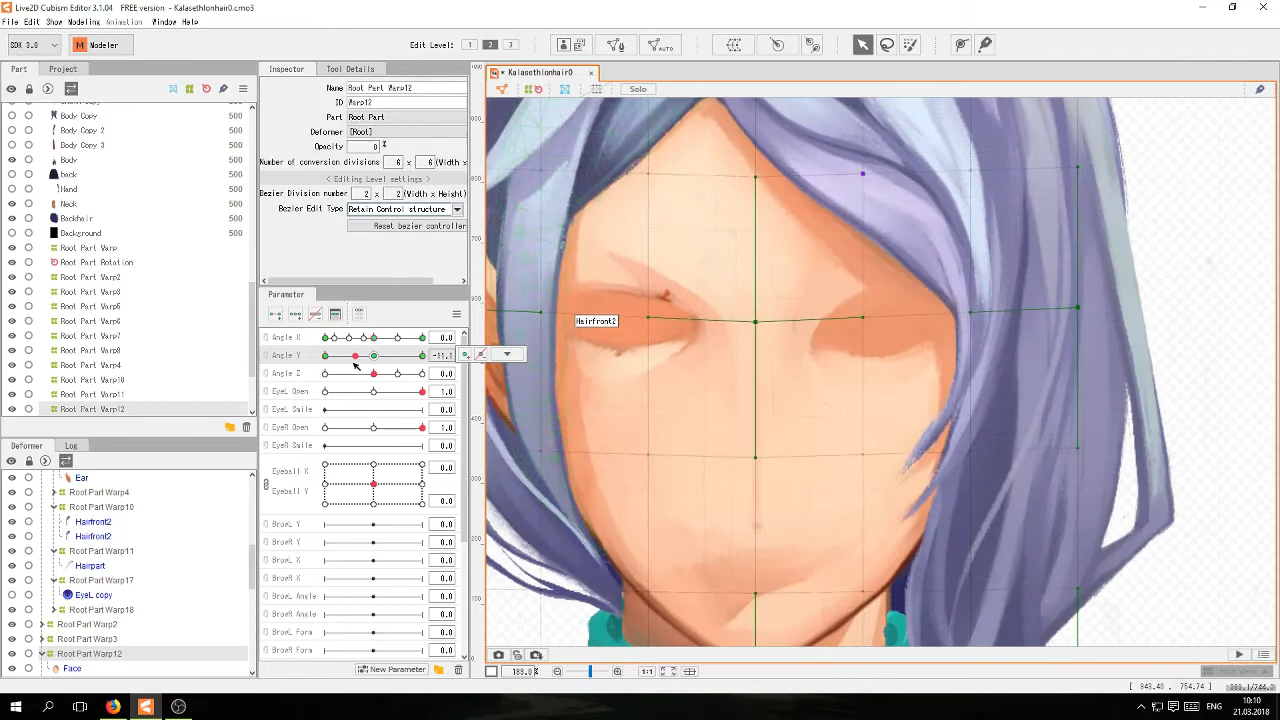 Live2D Cubism Editor 3.1.04 FREE version - Kalasethlonhair0.cmo3
File Edit Show Modeling Animation Window Help
SDK 3.0 Modeler Edit Level: 1 2 3
Part Project
Inspector Tool Details
* Kalasethlonhair0
Solo
Body Copy 500
Body Copy 2 500
Body Copy 3 500
Body 500
back 500
Hand 500
Neck 500
Backhair 500
Background 500
Root Part Warp
Root Part Rotation
Root Part Warp2
Root Part Warp3
Root Part Warp5
Root Part Warp6
Root Part Warp7
Root Part Warp8
Root Part Warp4
Root Part Warp10
Root Part Warp11
Root Part Warp12
Name Root Part Warp12
ID Warp12
Part Root Part
Deformer [Root]
Opacity 0 %
Number of conversion divisions 6 x 6 (Width x
< Editing Level settings >
Bezier Division number 2 x 2 (Width x Height)
Bezier Edit Type Retain Control structure
Reset bezier controller
Parameter
Angle X 0.0
Angle Y -11.1
Angle Z 0.0
EyeL Open 1.0
EyeL Smile 0.0
EyeR Open 1.0
EyeR Smile 0.0
Eyeball X 0.0
Eyeball Y 0.0
BrowL Y 0.0
BrowR Y 0.0
BrowL X 0.0
BrowR X 0.0
BrowL Angle 0.0
BrowR Angle 0.0
BrowL Form 0.0
BrowR Form 0.0
New Parameter
Deformer Log
Ear
Root Part Warp4
Root Part Warp10
Hairfront2
Hairfront2
Root Part Warp11
Hairpart
Root Part Warp17
EyeL copy
Root Part Warp18
Root Part Warp2
Root Part Warp3
Root Part Warp12
Face
Hairfront2
1:1
ENG
10:10
21.03.2018